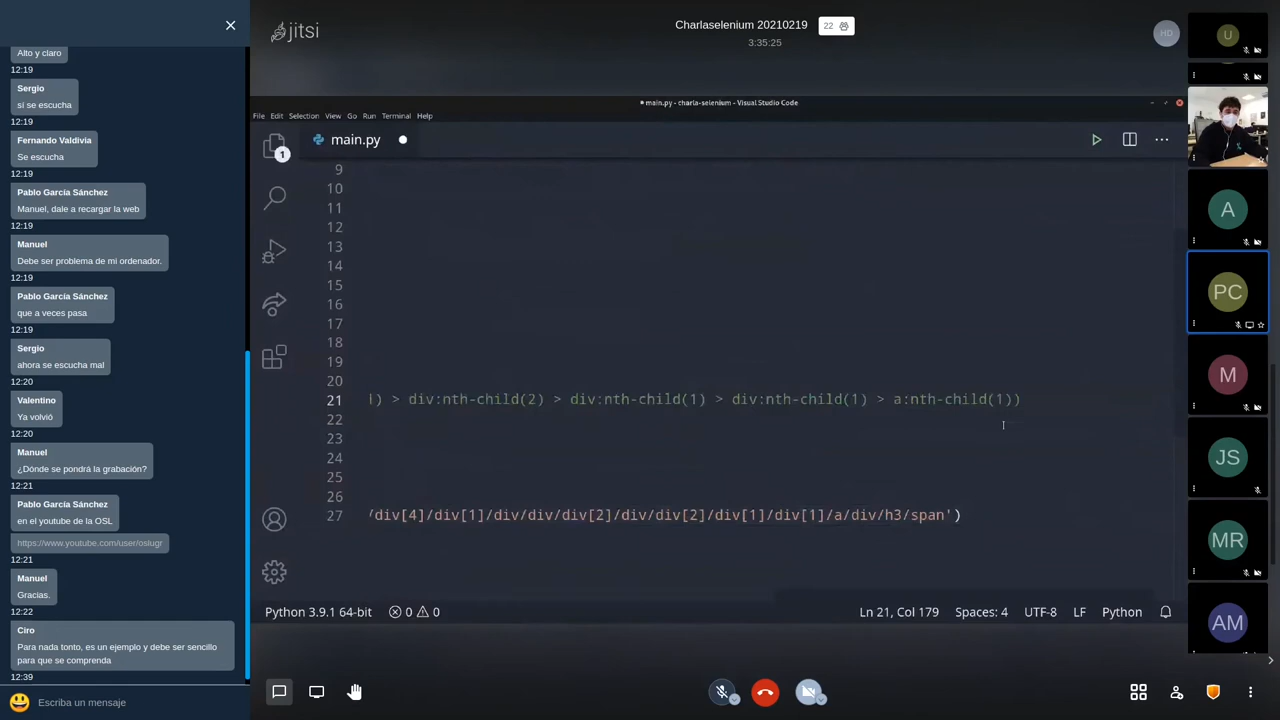 Alto y claro
12:19
Sergio
sí se escucha
12:19
Fernando Valdivia
Se escucha
12:19
Pablo García Sánchez
Manuel, dale a recargar la web
12:19
Manuel
Debe ser problema de mi ordenador.
12:19
Pablo García Sánchez
que a veces pasa
12:19
Sergio
ahora se escucha mal
12:20
Valentino
Ya volvió
12:20
Manuel
¿Dónde se pondrá la grabación?
12:21
Pablo García Sánchez
en el youtube de la OSL
https://www.youtube.com/user/oslugr
12:21
Manuel
Gracias.
12:22
Ciro
Para nada tonto, es un ejemplo y debe ser sencillo
para que se comprenda
12:39
Escriba un mensaje
jitsi
Charlaselenium 20210219
22
3:35:25
HD
main.py - charla-selenium - Visual Studio Code
File Edit Selection View Go Run Terminal Help
1
main.py
9
10
11
12
13
14
15
16
17
18
19
20
21 l) > div:nth-child(2) > div:nth-child(1) > div:nth-child(1) > a:nth-child(1))
22
23
24
25
26
27 /div[4]/div[1]/div/div/div[2]/div/div[2]/div[1]/div[1]/a/div/h3/span')
Python 3.9.1 64-bit 0 0 Ln 21, Col 179 Spaces: 4 UTF-8 LF Python
U
A
PC
M
JS
MR
AM